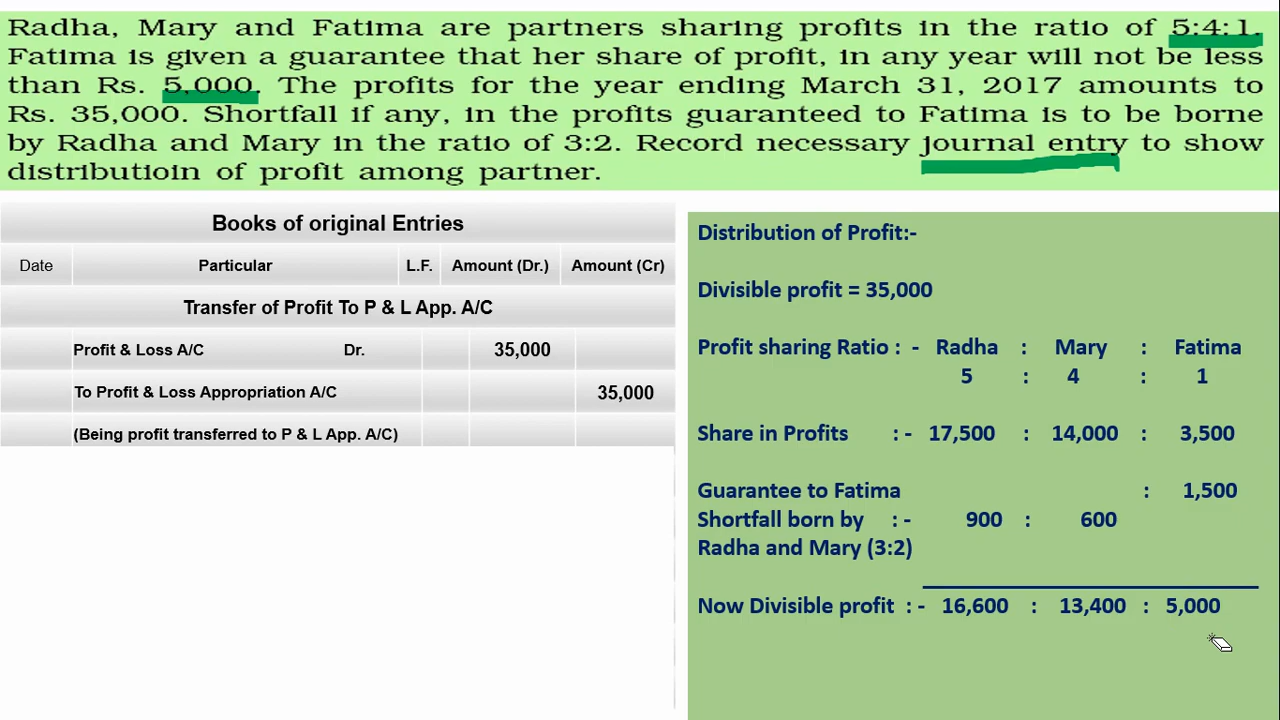 Radha, Mary and Fatima are partners sharing profits in the ratio of 5:4:1.
Fatima is given a guarantee that her share of profit, in any year will not be less
than Rs. 5,000. The profits for the year ending March 31, 2017 amounts to
Rs. 35,000. Shortfall if any, in the profits guaranteed to Fatima is to be borne
by Radha and Mary in the ratio of 3:2. Record necessary journal entry to show
distributioin of profit among partner.
Books of original Entries
Date Particular L.F. Amount (Dr.) Amount (Cr)
Transfer of Profit To P & L App. A/C
Profit & Loss A/C Dr. 35,000
To Profit & Loss Appropriation A/C 35,000
(Being profit transferred to P & L App. A/C)
Distribution of Profit:-
Divisible profit = 35,000
Profit sharing Ratio : - Radha : Mary : Fatima
5 : 4 : 1
Share in Profits :- 17,500 : 14,000 : 3,500
Guarantee to Fatima : 1,500
Shortfall born by :- 900 : 600
Radha and Mary (3:2)
Now Divisible profit :- 16,600 : 13,400 : 5,000